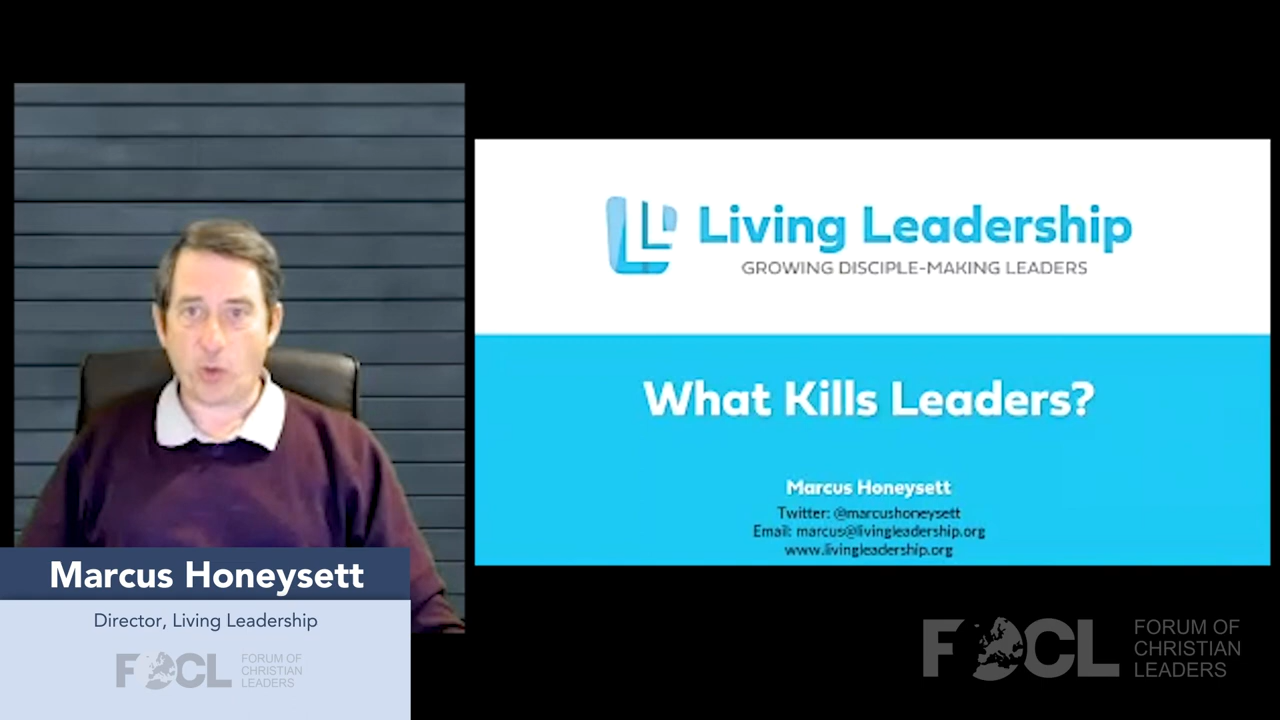 Marcus Honeysett
Director, Living Leadership
FOCL
FORUM OF
CHRISTIAN
LEADERS
Living Leadership
GROWING DISCIPLE-MAKING LEADERS
What Kills Leaders?
Marcus Honeysett
Twitter: @marcushoneysett
Email: marcus@livingleadership.org
www.livingleadership.org
FOCL
FORUM OF
CHRISTIAN
LEADERS